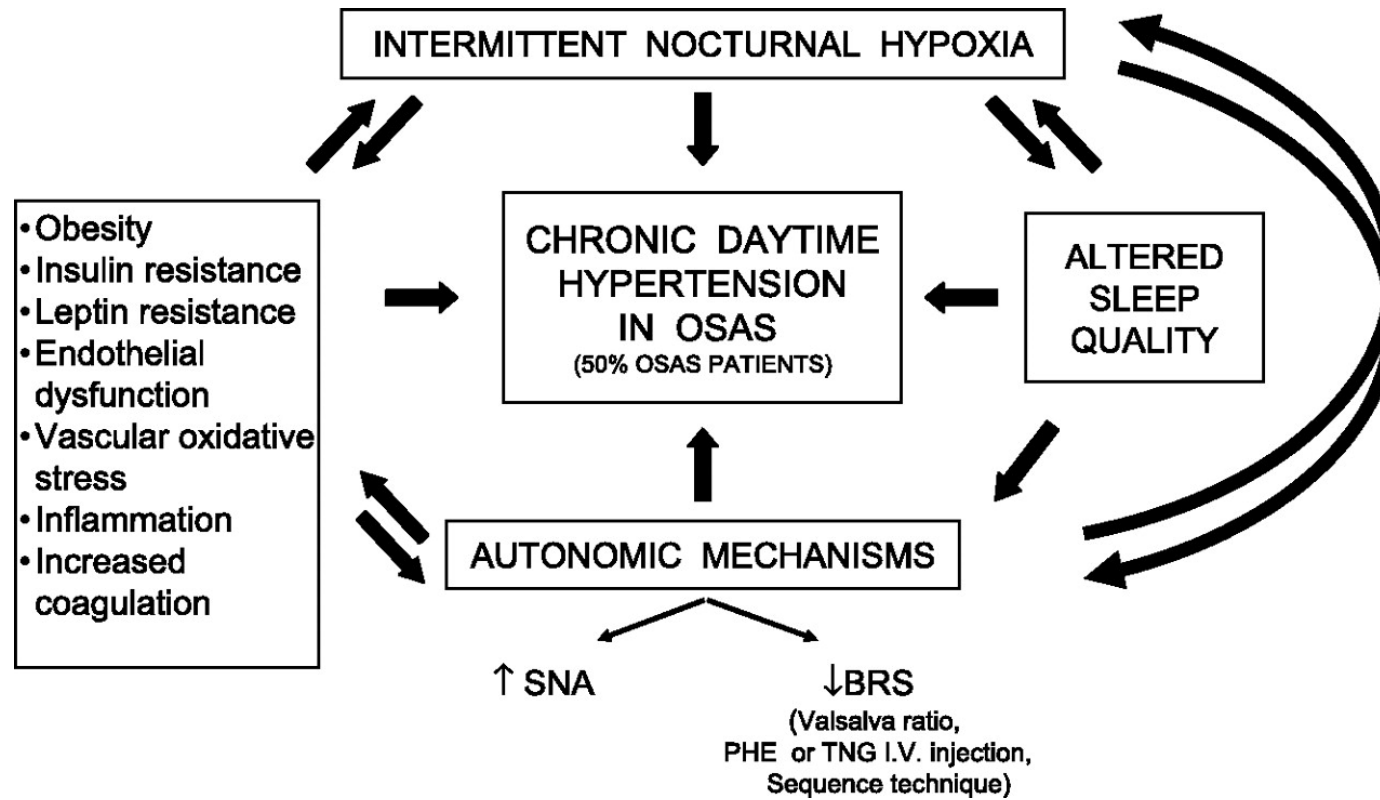 INTERMITTENT NOCTURNAL HYPOXIA
•Obesity
•Insulin resistance
•Leptin resistance
•Endothelial
dysfunction
•Vascular oxidative
stress
•Inflammation
•Increased
coagulation
CHRONIC DAYTIME
HYPERTENSION
IN OSAS
(50% OSAS PATIENTS)
ALTERED
SLEEP
QUALITY
AUTONOMIC MECHANISMS
↑ SNA
↓BRS
(Valsalva ratio,
PHE or TNG I.V. injection,
Sequence technique)